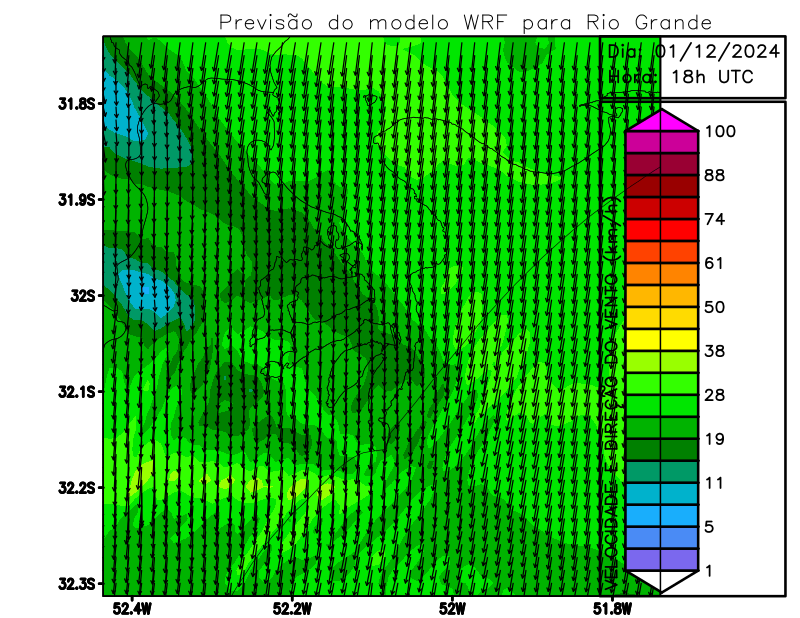 Previsão do modelo WRF para Rio Grande
Dia: 01/12/2024
Hora: 18h UTC
31.8S
31.9S
32S
32.1S
32.2S
32.3S
52.4W
52.2W
52W
51.8W
VELOCIDADE E DIREÇÃO DO VENTO (km/h)
100
88
74
61
50
38
28
19
11
5
1